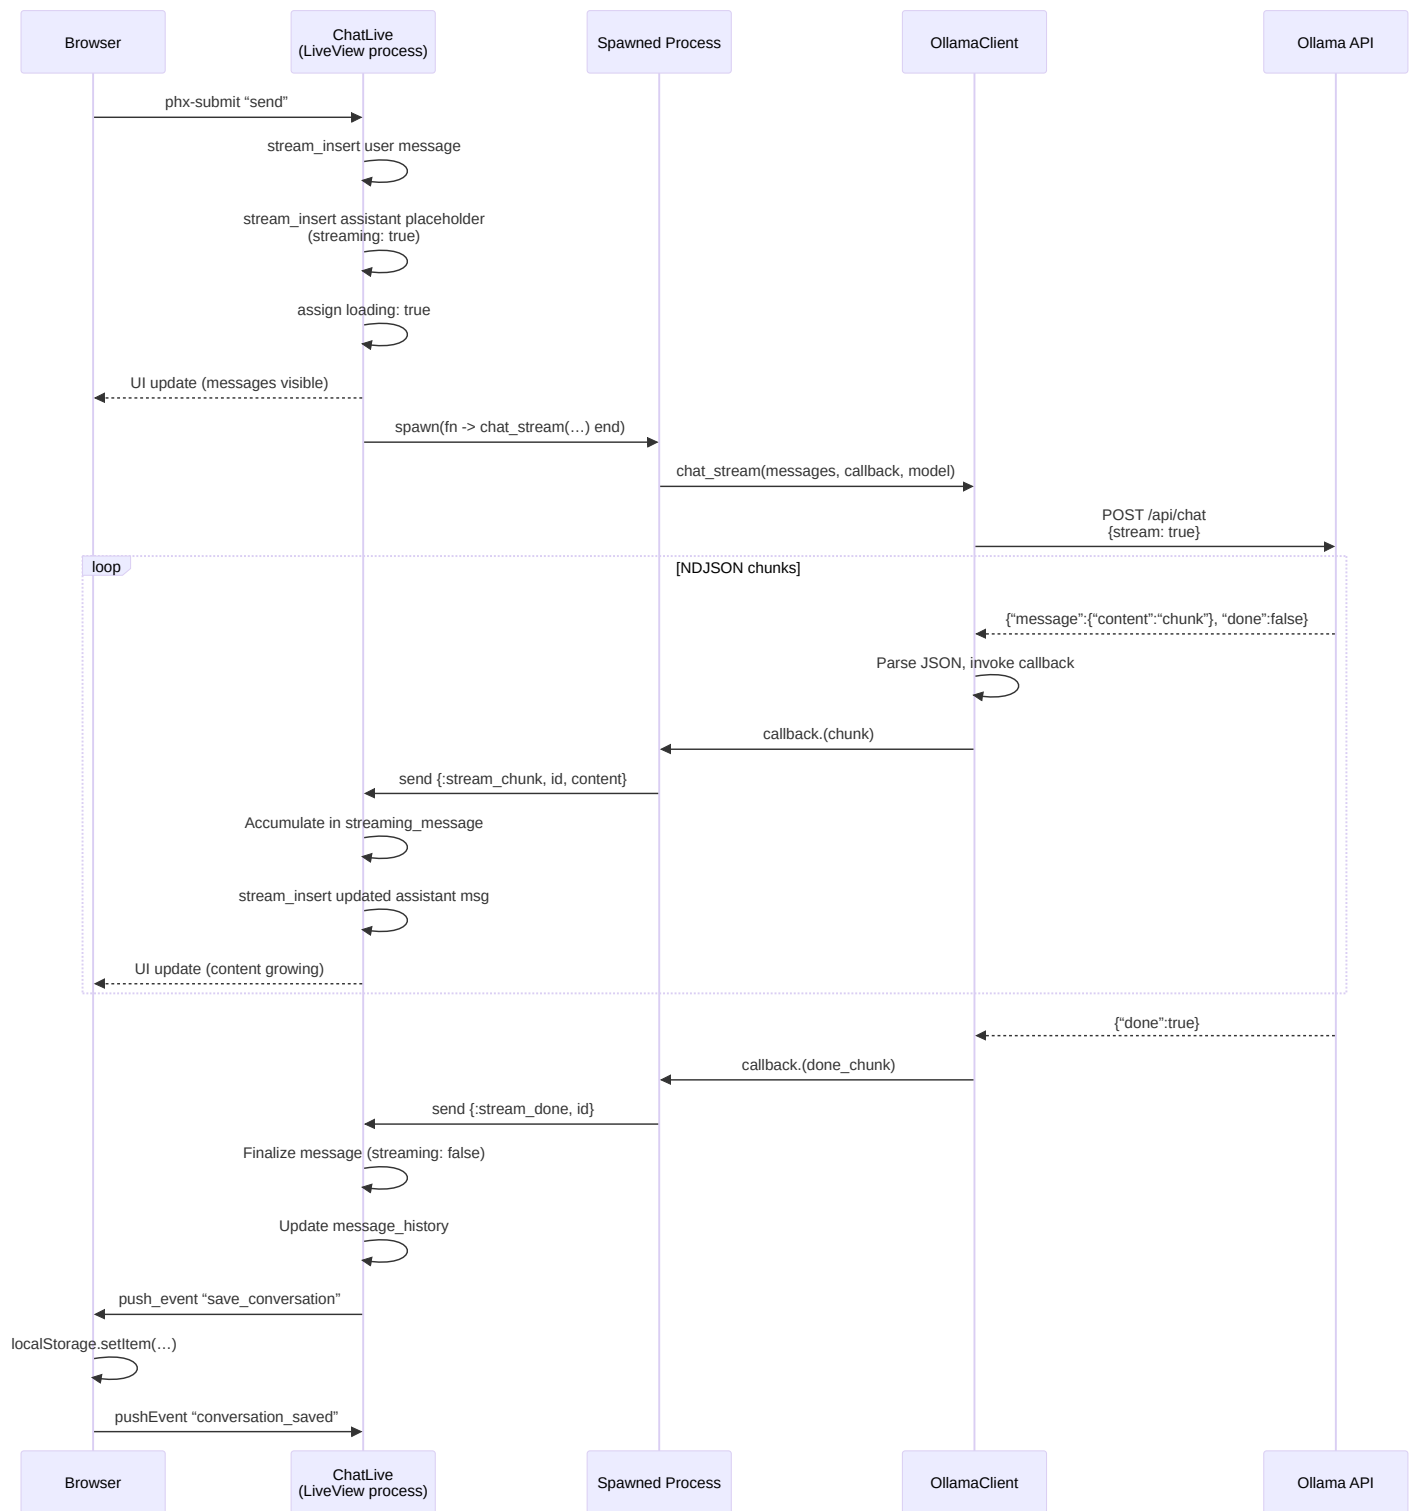 Browser
ChatLive
(LiveView process)
Spawned Process
OllamaClient
Ollama API
phx-submit “send”
stream_insert user message
stream_insert assistant placeholder
(streaming: true)
assign loading: true
UI update (messages visible)
spawn(fn -> chat_stream(…) end)
chat_stream(messages, callback, model)
POST /api/chat
{stream: true}
loop
[NDJSON chunks]
{“message”:{“content”:“chunk”}, “done”:false}
Parse JSON, invoke callback
callback.(chunk)
send {:stream_chunk, id, content}
Accumulate in streaming_message
stream_insert updated assistant msg
UI update (content growing)
{“done”:true}
callback.(done_chunk)
send {:stream_done, id}
Finalize message (streaming: false)
Update message_history
push_event “save_conversation”
localStorage.setItem(…)
pushEvent “conversation_saved”
Browser
ChatLive
(LiveView process)
Spawned Process
OllamaClient
Ollama API